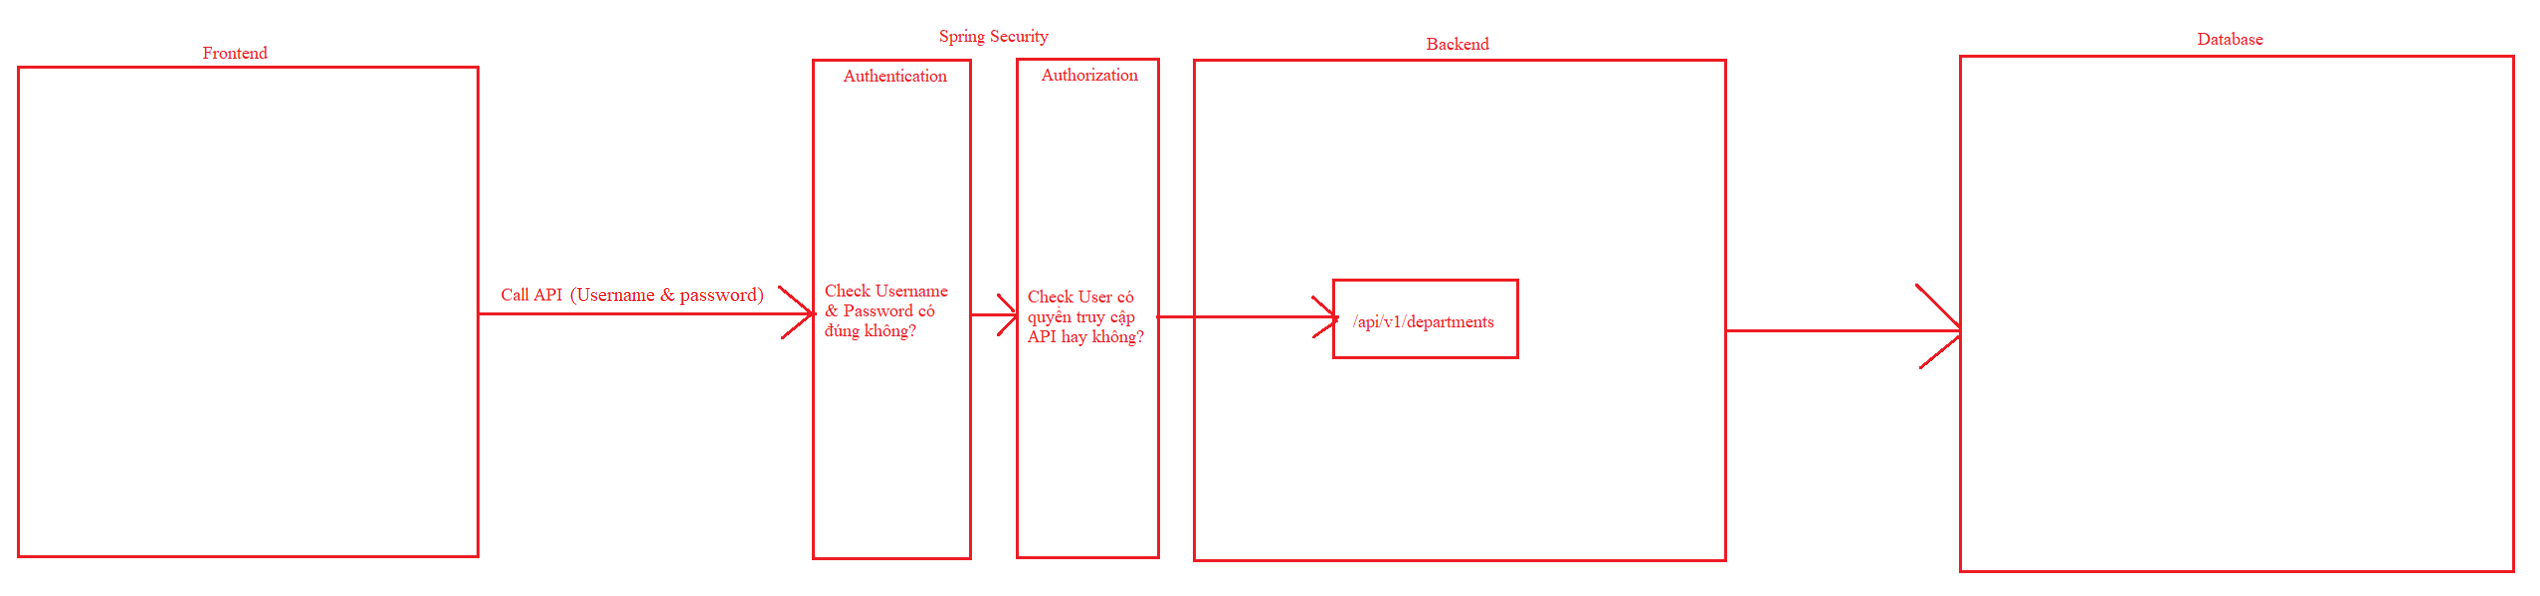 Frontend
Spring Security
Backend
Database
Authentication
Authorization
Call API (Username & password)
Check Username
& Password có
đúng không?
Check User có
quyền truy cập
API hay không?
/api/v1/departments